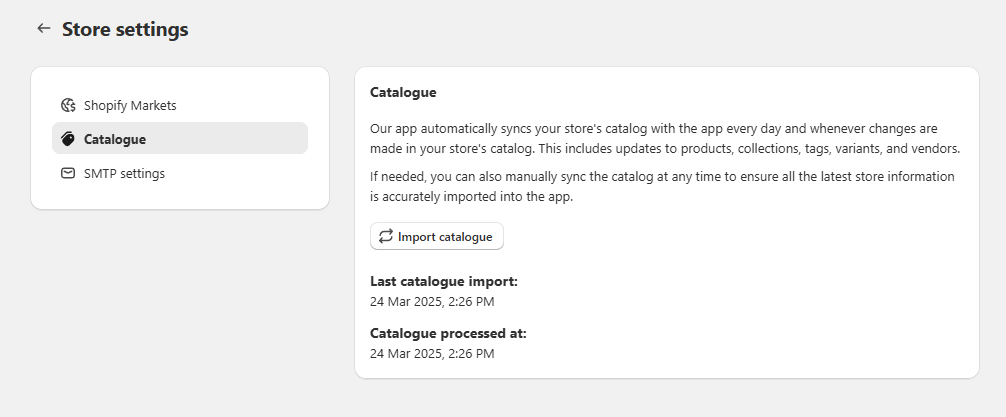 Store settings
Shopify Markets
Catalogue
SMTP settings
Catalogue
Our app automatically syncs your store's catalog with the app every day and whenever changes are
made in your store's catalog. This includes updates to products, collections, tags, variants, and vendors.
If needed, you can also manually sync the catalog at any time to ensure all the latest store information
is accurately imported into the app.
Import catalogue
Last catalogue import:
24 Mar 2025, 2:26 PM
Catalogue processed at:
24 Mar 2025, 2:26 PM